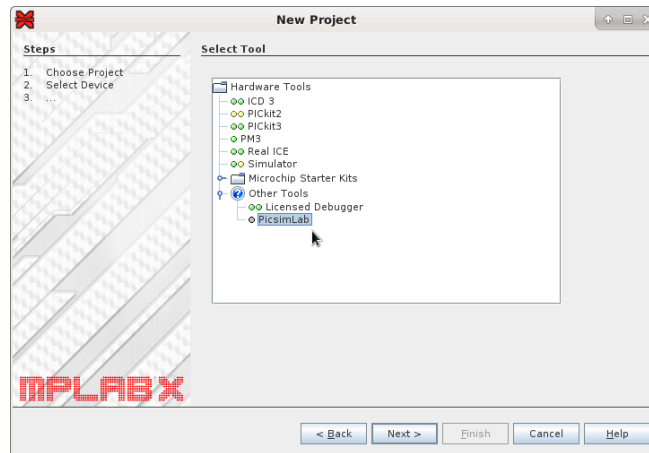 New Project
Steps
1. Choose Project
2. Select Device
3. ...
Select Tool
Hardware Tools
ICD 3
PICkit2
PICkit3
PM3
Real ICE
Simulator
Microchip Starter Kits
Other Tools
Licensed Debugger
PicsimLab
MPLABX
< Back Next > Finish Cancel Help